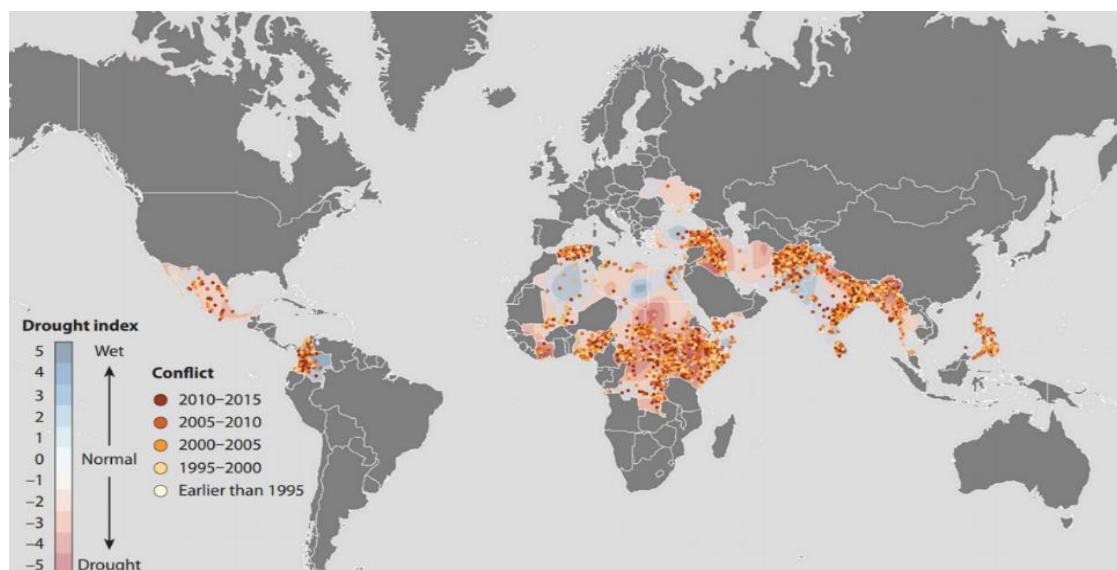 Drought index
5
Wet
4
3
2
1
0
Normal
-1
-2
-3
-4
-5
Drought
Conflict
2010–2015
2005–2010
2000–2005
1995–2000
Earlier than 1995